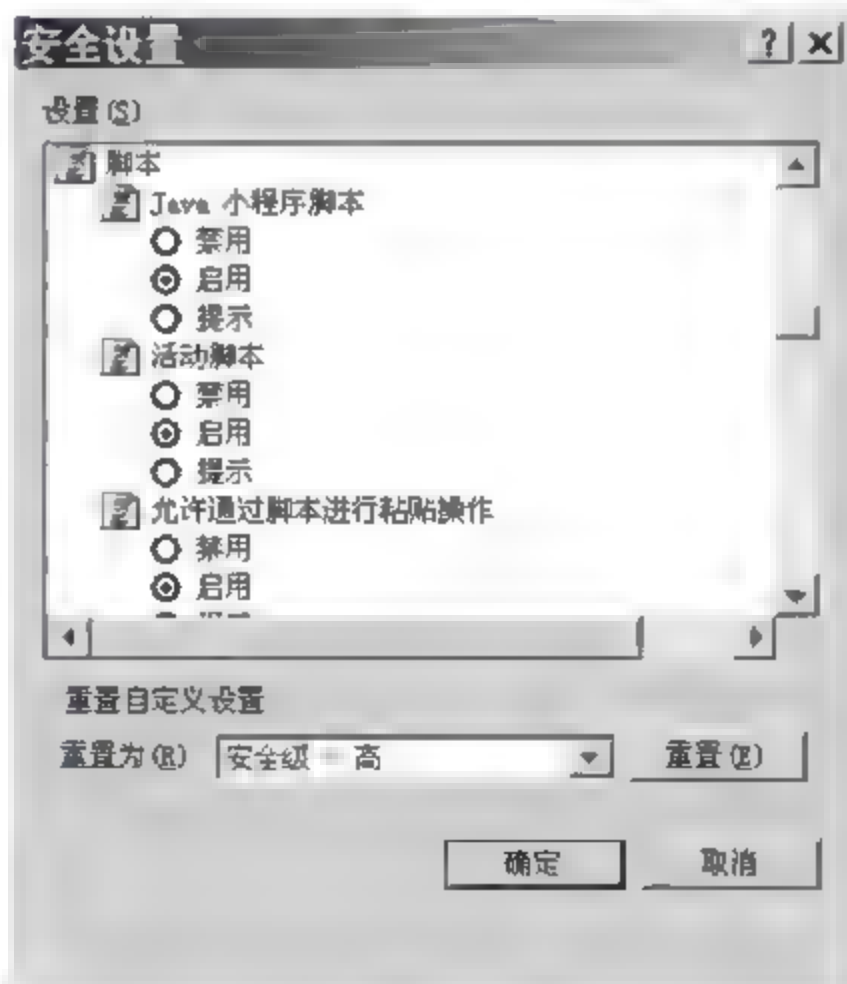 安全设置
设置(S)
脚本
Java 小程序脚本
禁用
启用
提示
活动脚本
禁用
启用
提示
允许通过脚本进行粘贴操作
禁用
启用
重置自定义设置
重置为(R) 安全级 - 高 重置(E)
确定 取消